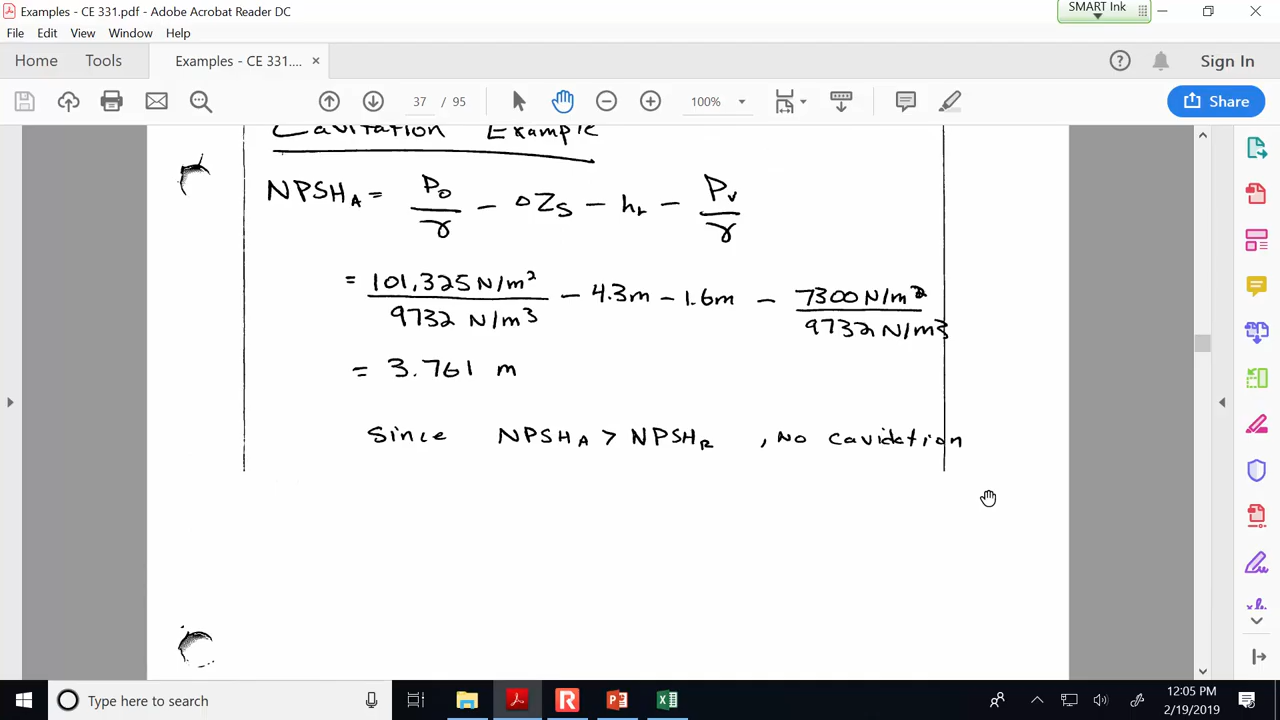 Examples - CE 331.pdf - Adobe Acrobat Reader DC
SMART Ink
File Edit View Window Help
Home Tools Examples - CE 331.... × Sign In
37 / 95 100% Share
Cavitation Example
NPSHA = Po/γ - ΔZs - hL - Pv/γ
= 101,325 N/m² / 9732 N/m³ - 4.3m - 1.6m - 7300 N/m² / 9732 N/m³
= 3.761 m
Since NPSHA > NPSHR , No cavidation
Type here to search
12:05 PM
2/19/2019